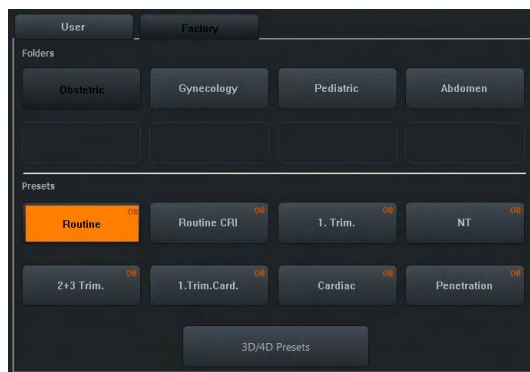 User Factory
Folders
Obstetric Gynecology Pediatric Abdomen
Presets
OB OB OB OB
Routine Routine CRI 1. Trim. NT
OB OB OB OB
2+3 Trim. 1.Trim.Card. Cardiac Penetration
3D/4D Presets